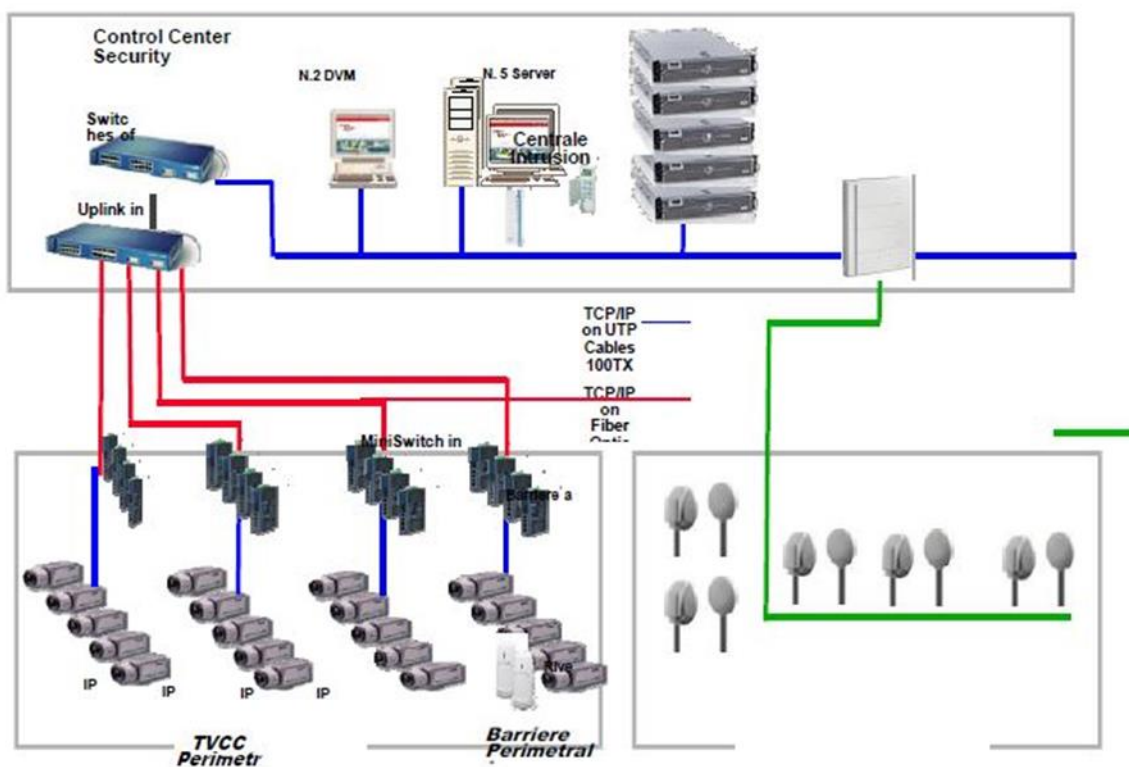 Control Center
Security
N.2 DVM
N. 5 Server
Switc
hes of
Centrale
Intrusion
Uplink in
TCP/IP
on UTP
Cables
100TX
TCP/IP
on
Fiber
MiniSwitch in
Barriere a
Rive
IP
IP
IP
IP
TVCC
Perimetr
Barriere
Perimetral